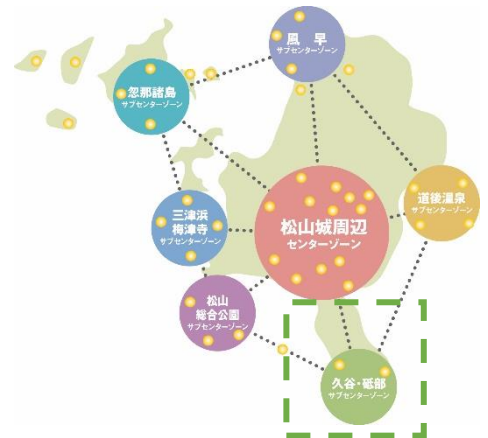 風 早
サブセンターゾーン
忽那諸島
サブセンターゾーン
道後温泉
サブセンターゾーン
三津浜
梅津寺
サブセンターゾーン
松山城周辺
センターゾーン
松山
総合公園
サブセンターゾーン
久谷・砥部
サブセンターゾーン